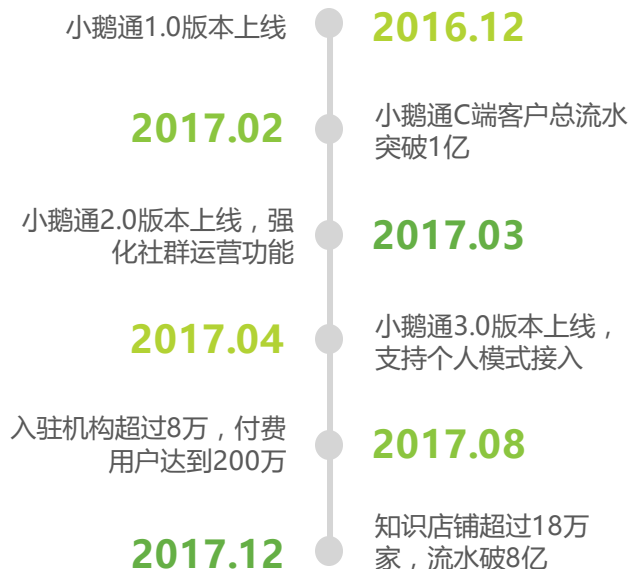 小鹅通1.0版本上线
2016.12
2017.02
小鹅通C端客户总流水
突破1亿
小鹅通2.0版本上线，强
化社群运营功能
2017.03
2017.04
小鹅通3.0版本上线，
支持个人模式接入
入驻机构超过8万，付费
用户达到200万
2017.08
2017.12
知识店铺超过18万
家，流水破8亿